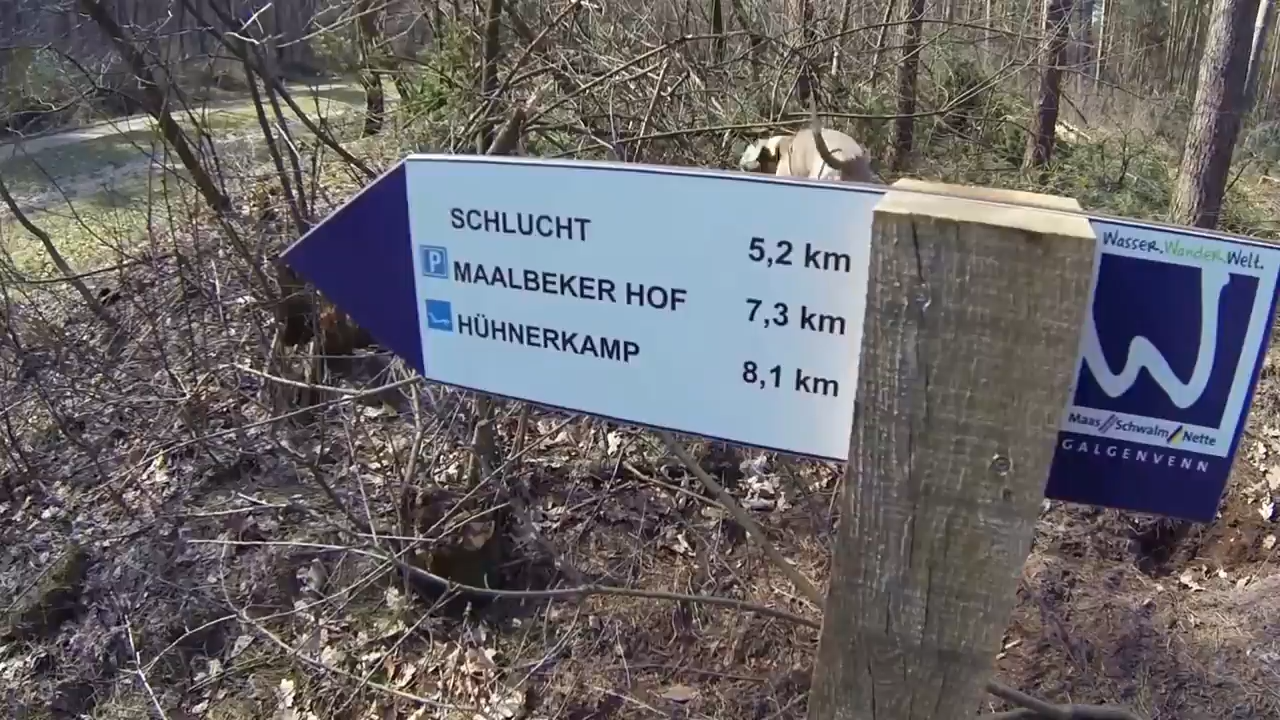 SCHLUCHT 5,2 km
P MAALBEKER HOF 7,3 km
HÜHNERKAMP 8,1 km
Wasser.Wander.Welt.
W
Maas//Schwalm/Nette
GALGENVENN